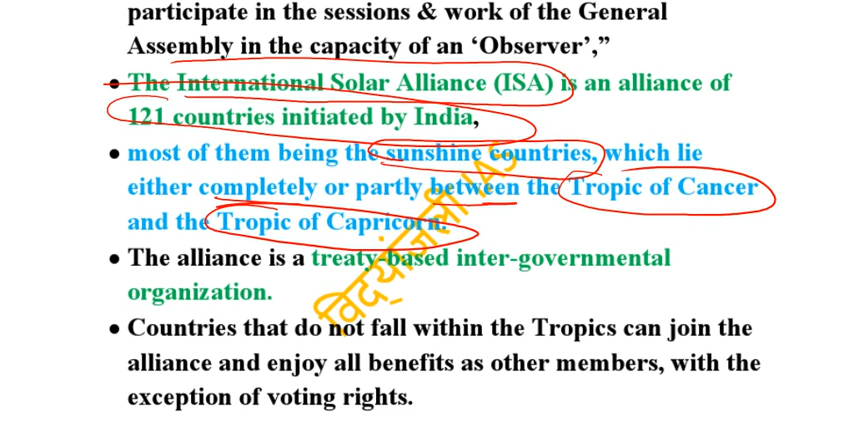 participate in the sessions & work of the General
Assembly in the capacity of an ‘Observer’,”
• The International Solar Alliance (ISA) is an alliance of
121 countries initiated by India,
• most of them being the sunshine countries, which lie
either completely or partly between the Tropic of Cancer
and the Tropic of Capricorn.
• The alliance is a treaty-based inter-governmental
organization.
• Countries that do not fall within the Tropics can join the
alliance and enjoy all benefits as other members, with the
exception of voting rights.
विद्यांजली IAS